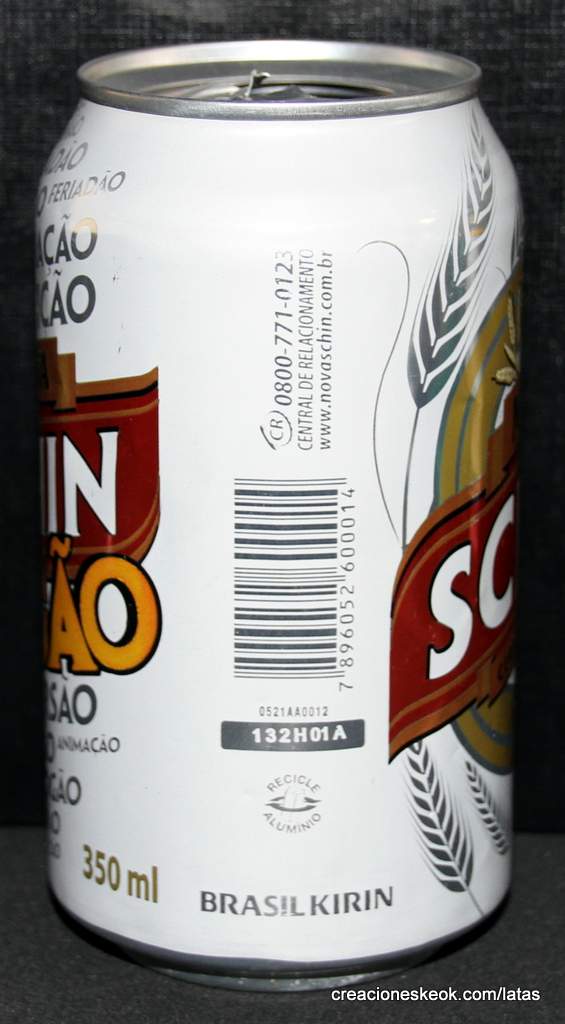 FERIADÃO
AÇÃO
ÇÃO
IN
ÃO
SÃO
ANIMAÇÃO
ÇÃO
350 ml
CR 0800-771-0123
CENTRAL DE RELACIONAMENTO
www.novaschin.com.br
7 896052 600014
0521AA0012
132H01A
RECICLE
ALUMÍNIO
BRASIL KIRIN
SC
creacioneskeok.com/latas